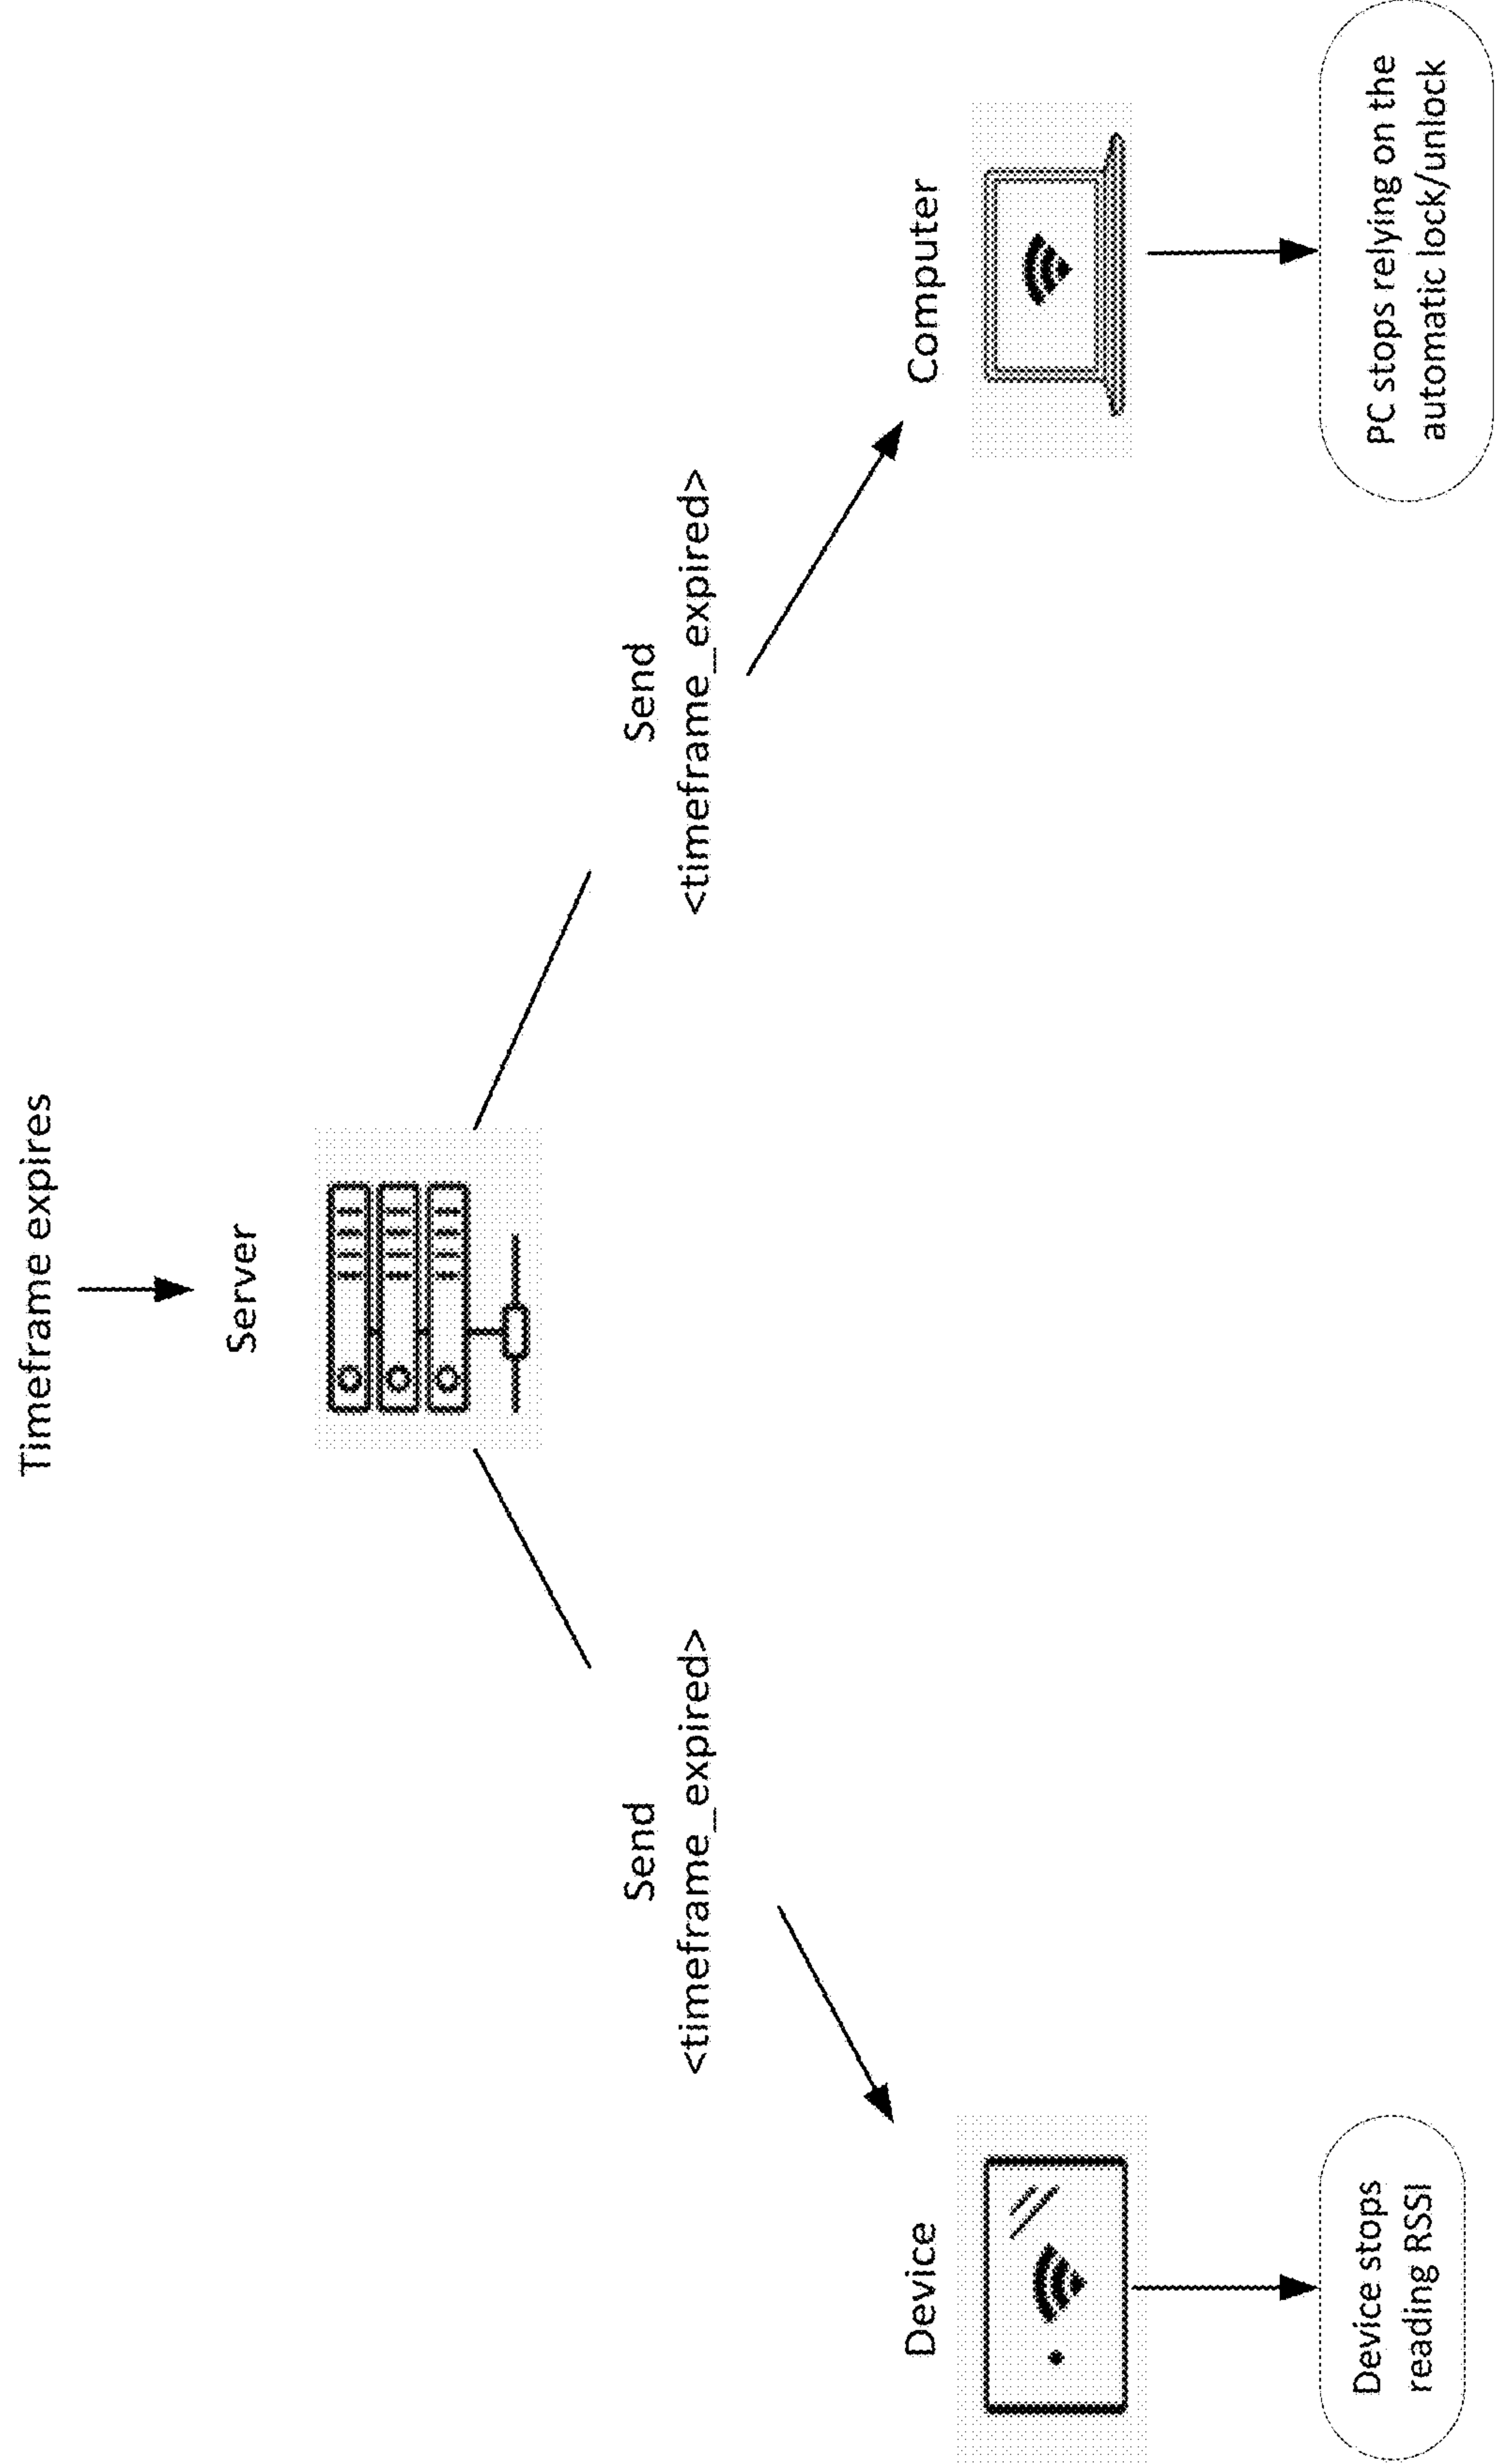 Timeframe expires
Server
Send
<timeframe_expired>
Send
<timeframe_expired>
Device
Computer
Device stops
reading RSSI
PC stops relying on the
automatic lock/unlock